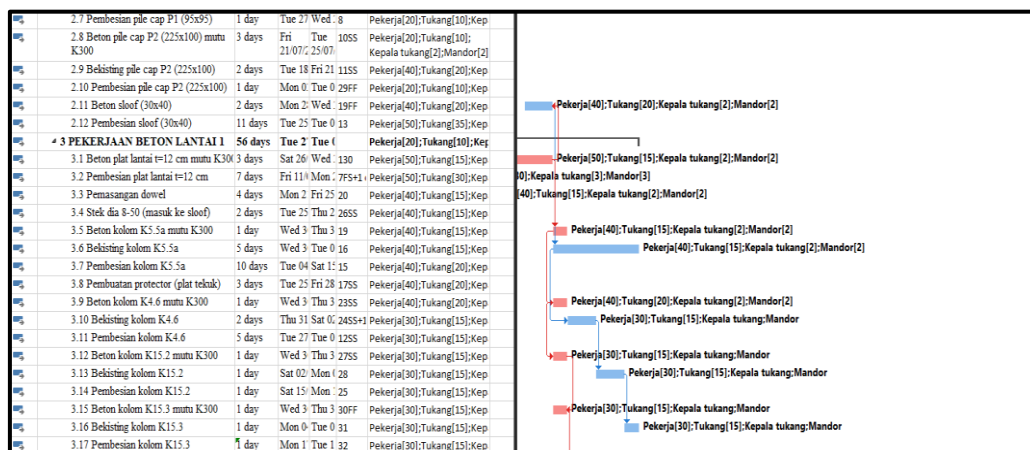 2.7 Pembesian pile cap P1 (95x95) 1 day Tue 27 Wed 8 Pekerja[20];Tukang[10];Kep
2.8 Beton pile cap P2 (225x100) mutu K300 3 days Fri 21/07/ Tue 25/07/ 10SS Pekerja[20];Tukang[10]; Kepala tukang[2];Mandor[2]
2.9 Bekisting pile cap P2 (225x100) 2 days Tue 18 Fri 21 11SS Pekerja[40];Tukang[20];Kep
2.10 Pembesian pile cap P2 (225x100) 1 day Mon 0 Tue 0 29FF Pekerja[40];Tukang[20];Kep
2.11 Beton sloof (30x40) 2 days Mon 2 Wed 19FF Pekerja[40];Tukang[20];Kep Pekerja[40];Tukang[20];Kepala tukang[2];Mandor[2]
2.12 Pembesian sloof (30x40) 11 days Tue 25 Tue 0 13 Pekerja[50];Tukang[35];Kep
3 PEKERJAAN BETON LANTAI 1 56 days Tue 2 Tue 0 Pekerja[20];Tukang[10];Kep
3.1 Beton plat lantai t=12 cm mutu K300 3 days Sat 26 Wed 130 Pekerja[50];Tukang[15];Kep Pekerja[50];Tukang[15];Kepala tukang[2];Mandor[2]
3.2 Pembesian plat lantai t=12 cm 7 days Fri 11/ Mon 7FS+1 Pekerja[50];Tukang[30];Kep 30];Kepala tukang[3];Mandor[3]
3.3 Pemasangan dowel 4 days Mon 2 Fri 25 20 Pekerja[40];Tukang[15];Kep [40];Tukang[15];Kepala tukang[2];Mandor[2]
3.4 Stek dia 8-50 (masuk ke sloof) 2 days Tue 25 Thu 2 26SS Pekerja[40];Tukang[15];Kep
3.5 Beton kolom K5.5a mutu K300 1 day Wed 3 Thu 3 19 Pekerja[40];Tukang[15];Kep Pekerja[40];Tukang[15];Kepala tukang[2];Mandor[2]
3.6 Bekisting kolom K5.5a 5 days Wed 3 Tue 0 16 Pekerja[40];Tukang[15];Kep Pekerja[40];Tukang[15];Kepala tukang[2];Mandor[2]
3.7 Pembesian kolom K5.5a 10 days Tue 04 Sat 15 15 Pekerja[40];Tukang[20];Kep
3.8 Pembuatan protector (plat tekuk) 3 days Tue 25 Fri 28 17SS Pekerja[40];Tukang[20];Kep
3.9 Beton kolom K4.6 mutu K300 1 day Wed 3 Thu 3 23SS Pekerja[40];Tukang[20];Kep Pekerja[40];Tukang[20];Kepala tukang[2];Mandor[2]
3.10 Bekisting kolom K4.6 2 days Thu 31 Sat 02 24SS+1 Pekerja[30];Tukang[15];Kep Pekerja[30];Tukang[15];Kepala tukang;Mandor
3.11 Pembesian kolom K4.6 5 days Tue 27 Tue 0 12SS Pekerja[30];Tukang[15];Kep
3.12 Beton kolom K15.2 mutu K300 1 day Wed 3 Thu 3 27SS Pekerja[30];Tukang[15];Kep Pekerja[30];Tukang[15];Kepala tukang;Mandor
3.13 Bekisting kolom K15.2 1 day Sat 02/ Mon 28 Pekerja[30];Tukang[15];Kep Pekerja[30];Tukang[15];Kepala tukang;Mandor
3.14 Pembesian kolom K15.2 1 day Sat 15/ Mon 25 Pekerja[30];Tukang[15];Kep
3.15 Beton kolom K15.3 mutu K300 1 day Wed 3 Thu 3 30FF Pekerja[30];Tukang[15];Kep Pekerja[30];Tukang[15];Kepala tukang;Mandor
3.16 Bekisting kolom K15.3 1 day Mon 0 Tue 0 31 Pekerja[30];Tukang[15];Kep Pekerja[30];Tukang[15];Kepala tukang;Mandor
3.17 Pembesian kolom K15.3 1 day Mon 1 Tue 1 32 Pekerja[30];Tukang[15];Kep